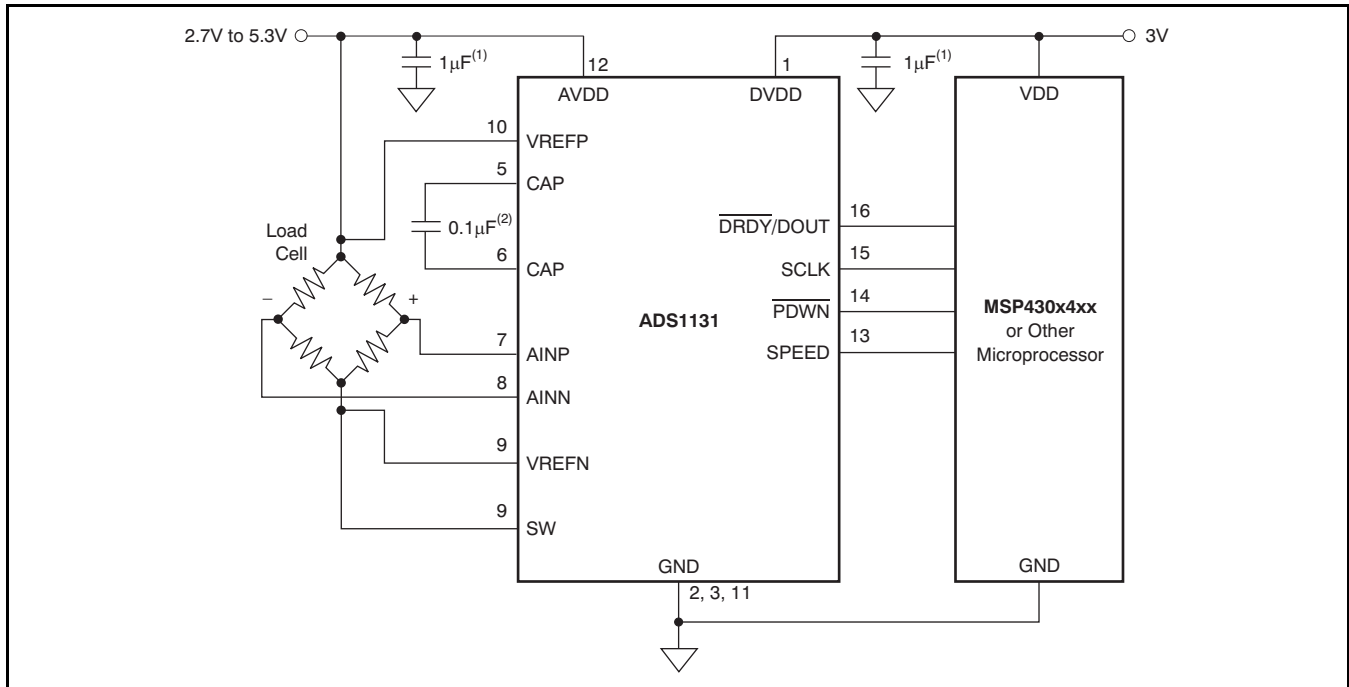 2.7V to 5.3V
1μF(1)
12
1
1μF(1)
3V
AVDD
DVDD
VDD
10
VREFP
5
CAP
0.1μF(2)
6
CAP
Load
Cell
−
+
7
AINP
8
AINN
9
VREFN
9
SW
ADS1131
DRDY/DOUT
16
SCLK
15
PDWN
14
SPEED
13
MSP430x4xx
or Other
Microprocessor
GND
2, 3, 11
GND